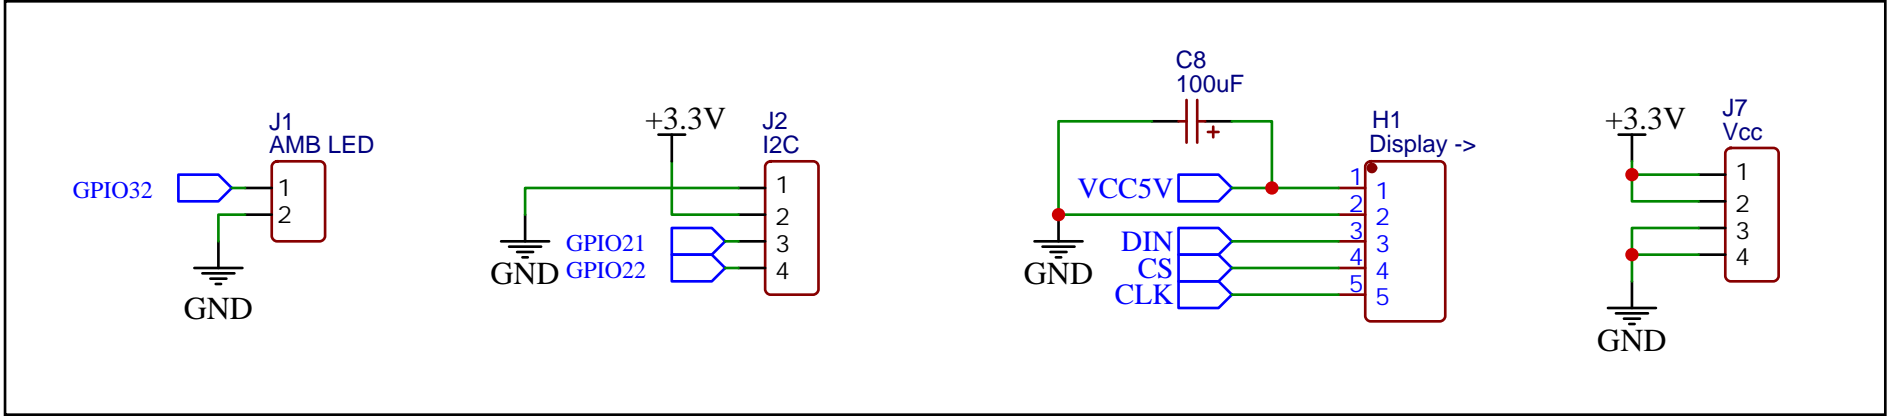 J1
AMB LED
GPIO32
1
2
GND
+3.3V
J2
I2C
1
2
GPIO21
3
GPIO22
4
GND
C8
100uF
+
H1
Display ->
VCC5V
1
1
2
2
DIN
3
3
CS
4
4
CLK
5
5
GND
+3.3V
J7
Vcc
1
2
3
4
GND